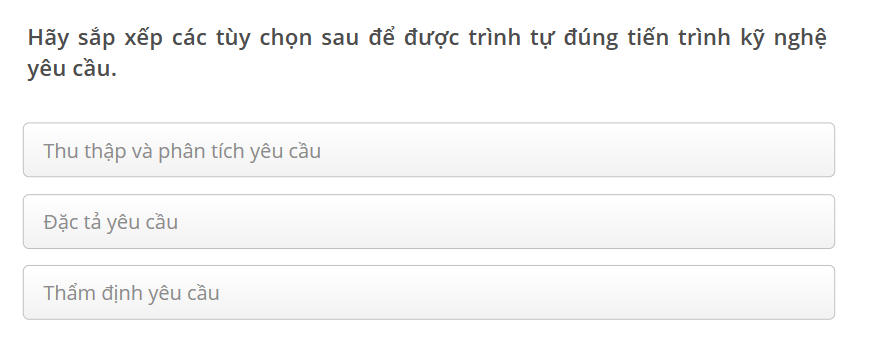 Hãy sắp xếp các tùy chọn sau để được trình tự đúng tiến trình kỹ nghệ
yêu cầu.
Thu thập và phân tích yêu cầu
Đặc tả yêu cầu
Thẩm định yêu cầu